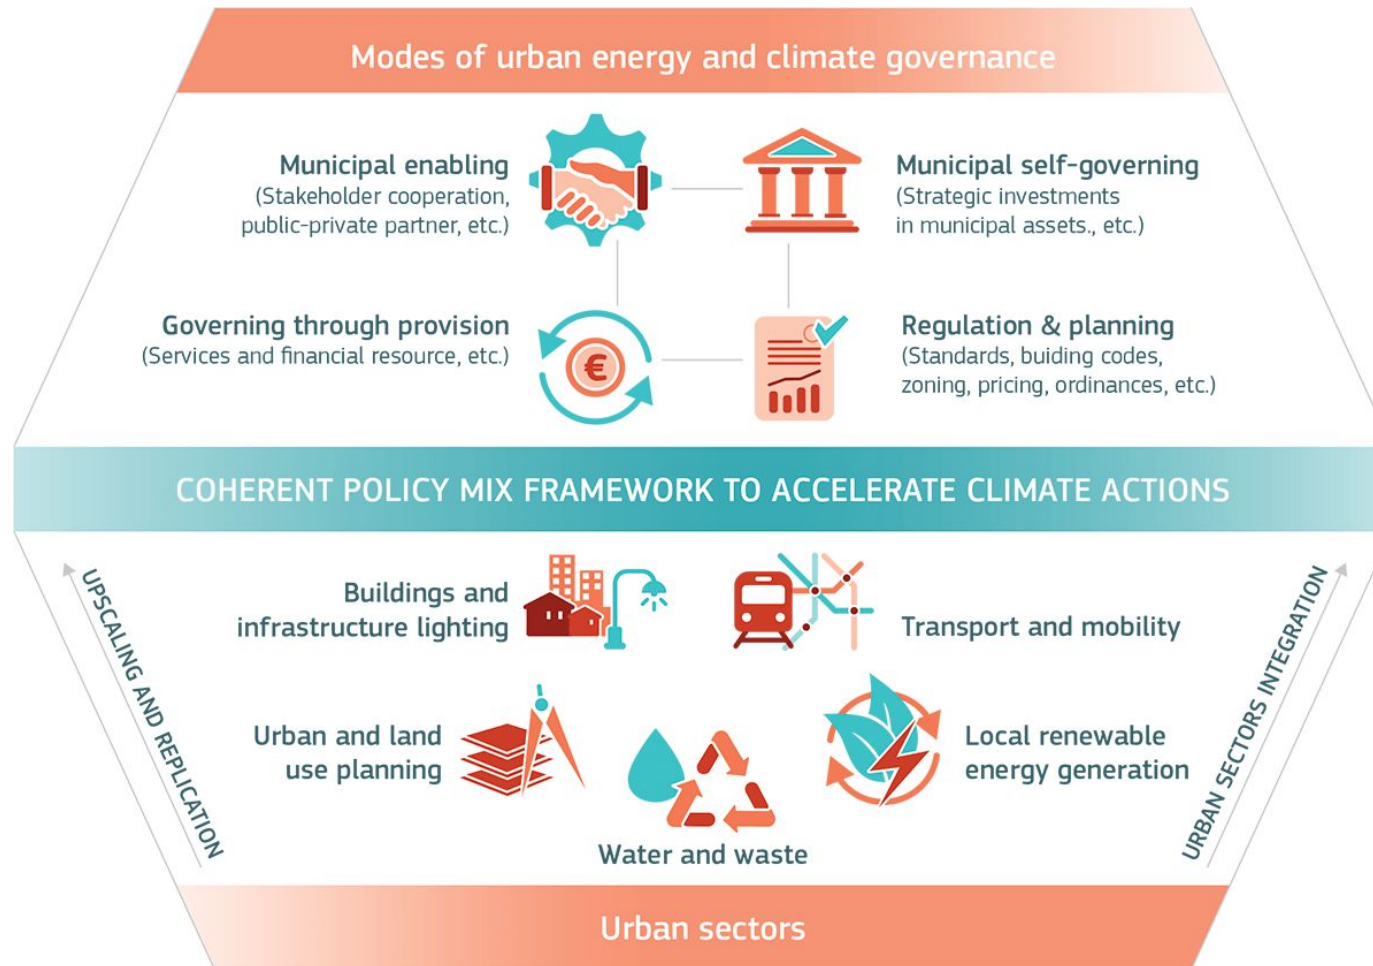 Modes of urban energy and climate governance
Municipal enabling
(Stakeholder cooperation,
public-private partner, etc.)
Municipal self-governing
(Strategic investments
in municipal assets., etc.)
Governing through provision
(Services and financial resource, etc.)
€
Regulation & planning
(Standards, buiding codes,
zoning, pricing, ordinances, etc.)
COHERENT POLICY MIX FRAMEWORK TO ACCELERATE CLIMATE ACTIONS
UPSCALING AND REPLICATION
Buildings and
infrastructure lighting
Transport and mobility
Urban and land
use planning
Local renewable
energy generation
Water and waste
URBAN SECTORS INTEGRATION
Urban sectors